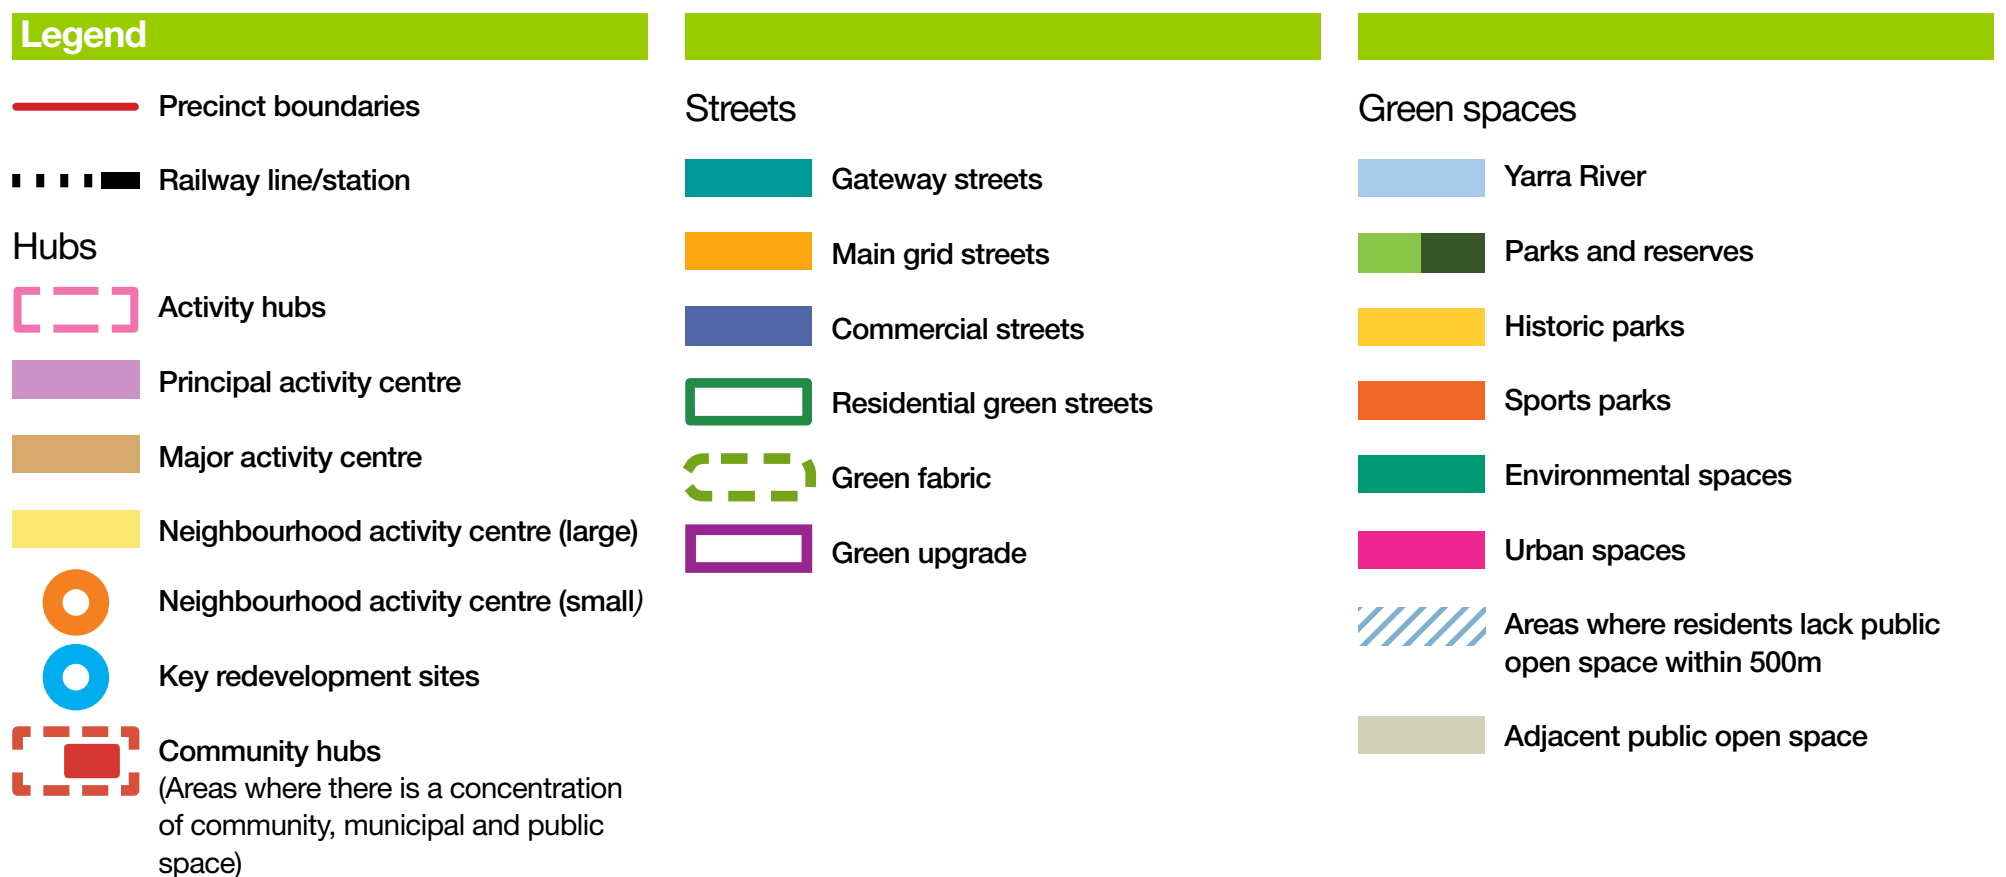 Legend
Precinct boundaries
Railway line/station
Hubs
Activity hubs
Principal activity centre
Major activity centre
Neighbourhood activity centre (large)
Neighbourhood activity centre (small)
Key redevelopment sites
Community hubs
(Areas where there is a concentration
of community, municipal and public
space)
Streets
Gateway streets
Main grid streets
Commercial streets
Residential green streets
Green fabric
Green upgrade
Green spaces
Yarra River
Parks and reserves
Historic parks
Sports parks
Environmental spaces
Urban spaces
Areas where residents lack public
open space within 500m
Adjacent public open space